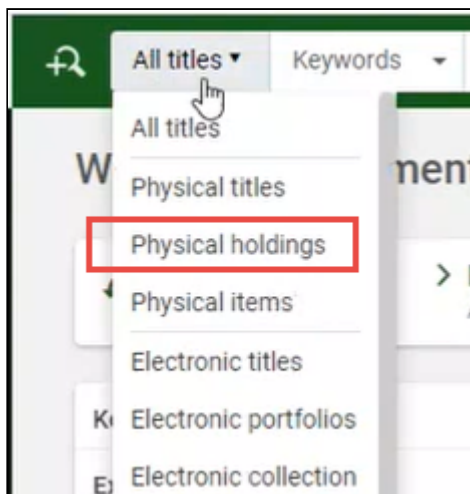 All titles ▾ Keywords ▾
All titles
Physical titles
Physical holdings
Physical items
Electronic titles
Electronic portfolios
Electronic collection